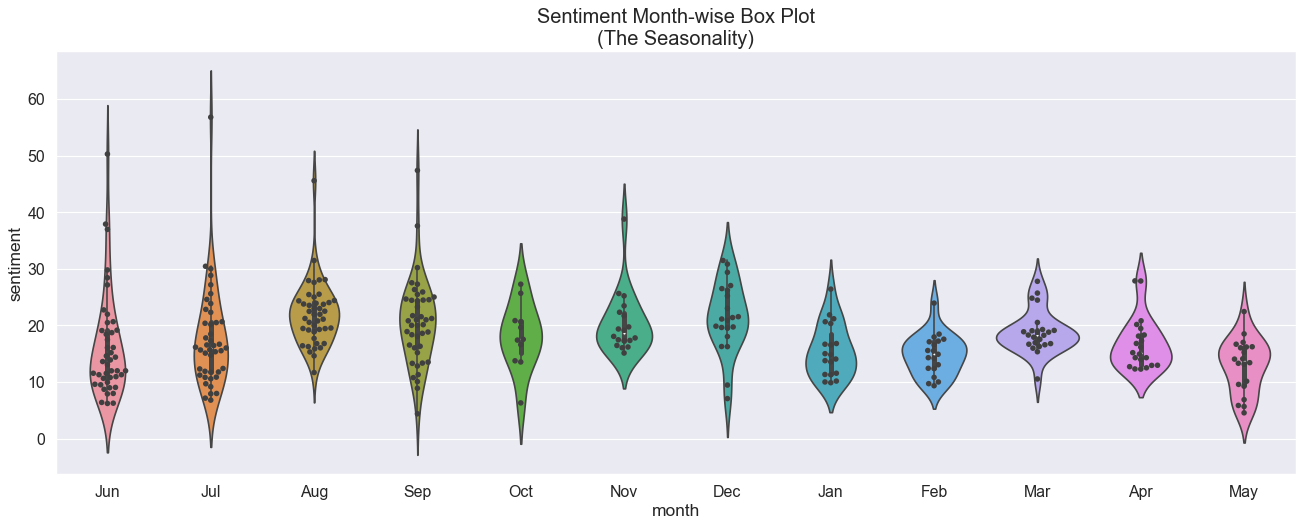 Sentiment Month-wise Box Plot
(The Seasonality)
sentiment
60
50
40
30
20
10
0
Jun Jul Aug Sep Oct Nov Dec Jan Feb Mar Apr May
month